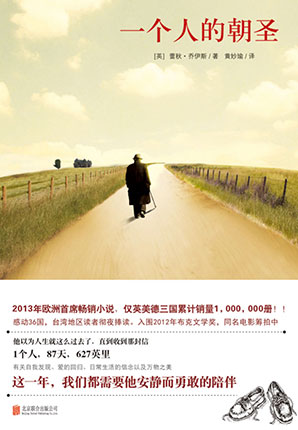 一个人的朝圣
[英] 蕾秋·乔伊斯 / 著 黄妙瑜 / 译
2013年欧洲首席畅销小说,仅英美德三国累计销量1,000,000册!!
感动36国,台湾地区读者彻夜捧读,入围2012年布克文学奖,同名电影筹拍中
他以为人生就这么过去了,直到收到那封信
1个人,87天,627英里
有关自我发现、爱的回归、日常生活的信念以及万物之美
这一年,我们都需要他安静而勇敢的陪伴
北京联合出版公司